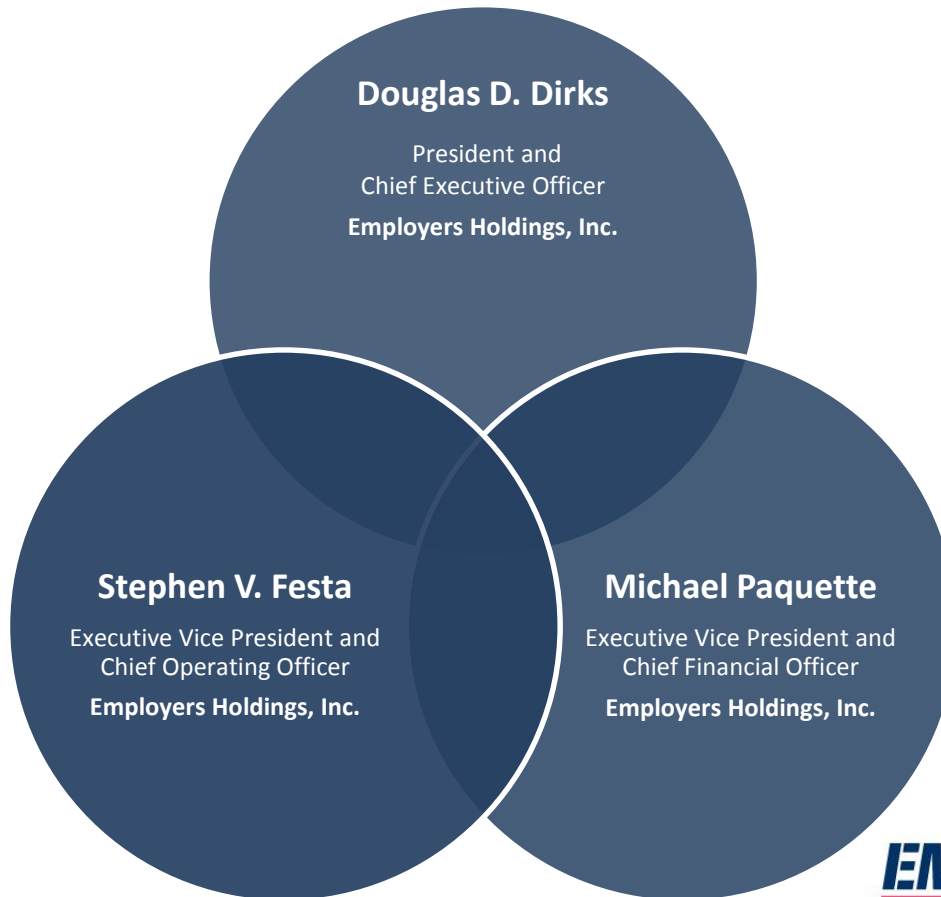 Douglas D. Dirks
President and
Chief Executive Officer
Employers Holdings, Inc.
Stephen V. Festa
Executive Vice President and
Chief Operating Officer
Employers Holdings, Inc.
Michael Paquette
Executive Vice President and
Chief Financial Officer
Employers Holdings, Inc.